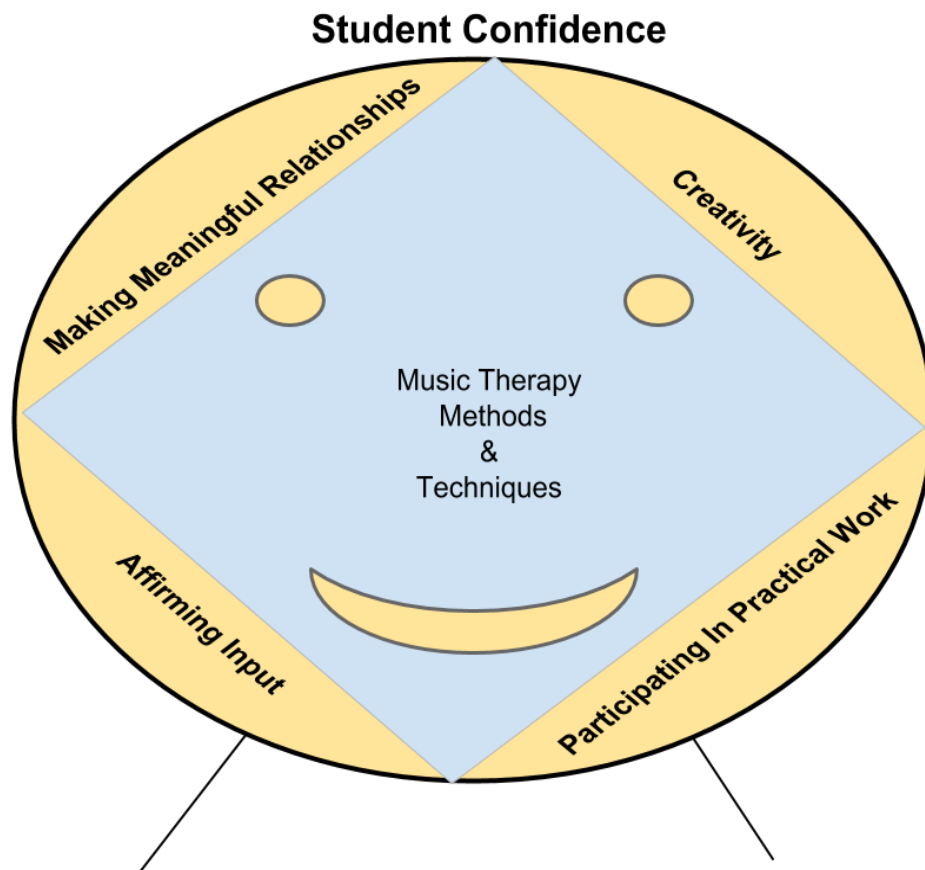 Student Confidence
Making Meaningful Relationships
Creativity
Music Therapy
Methods
&
Techniques
Affirming Input
Participating In Practical Work